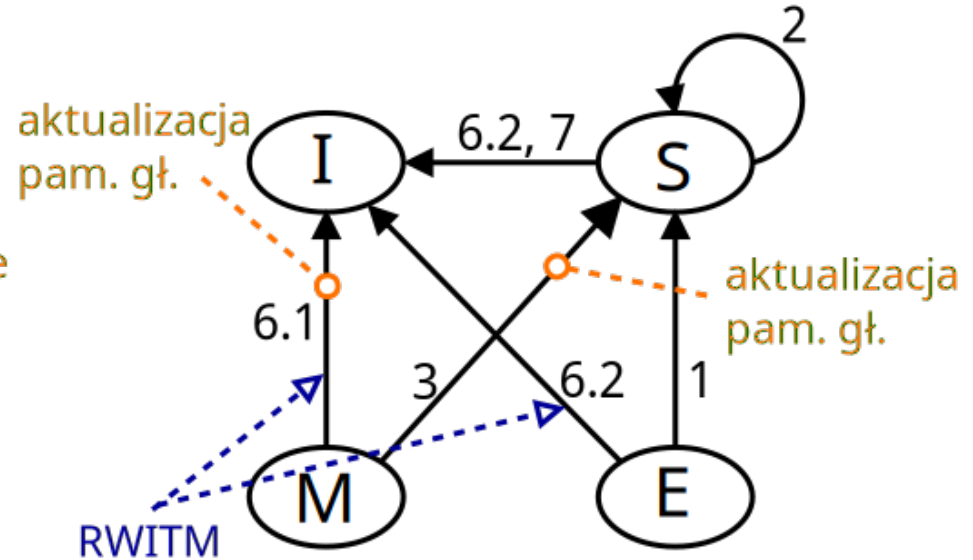 2
aktualizacja
pam. gł.
I
6.2, 7
S
e
aktualizacja
pam. gł.
6.1
3
6.2
1
M
E
RWITM